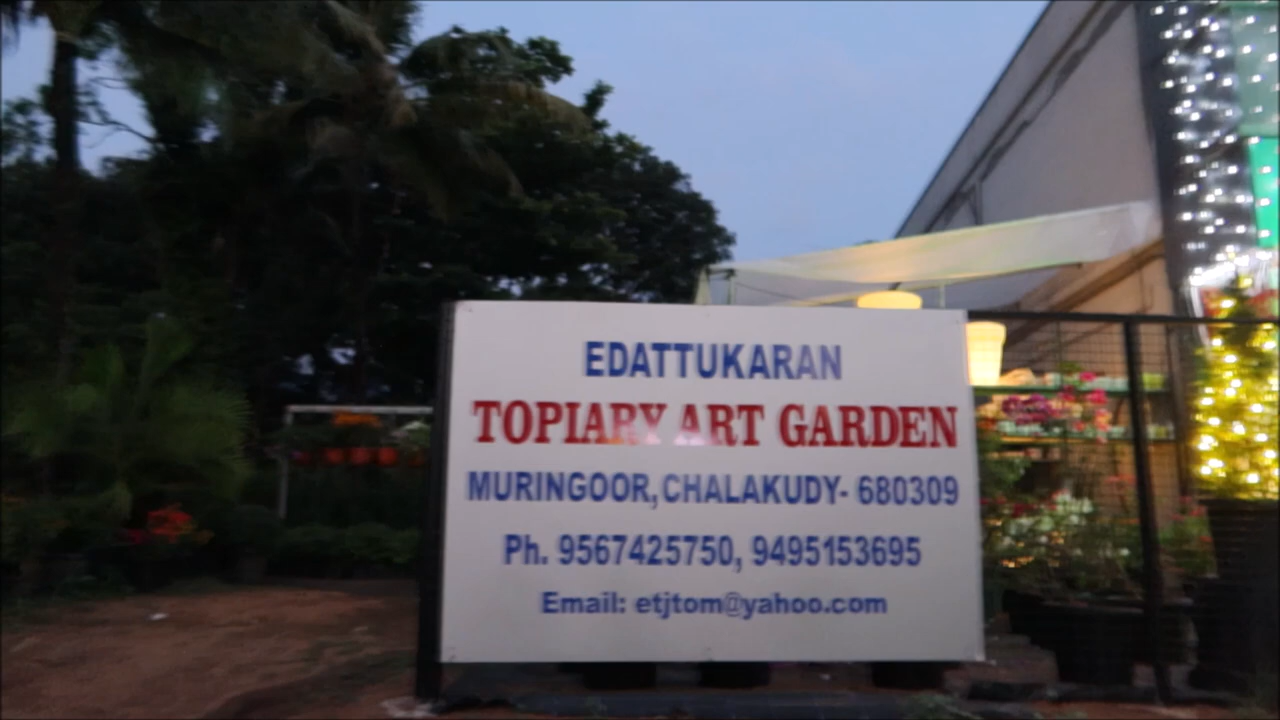 EDATTUKARAN
TOPIARY ART GARDEN
MURINGOOR, CHALAKUDY- 680309
Ph. 9567425750, 9495153695
Email: etjtom@yahoo.com